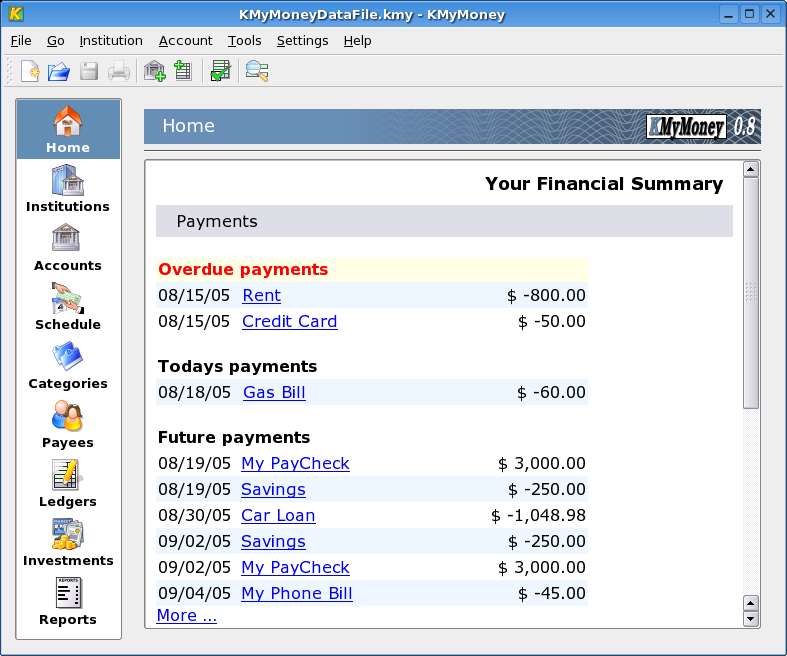 KMyMoneyDataFile.kmy - KMyMoney
File Go Institution Account Tools Settings Help
Home KMyMoney 0.8
Home
Institutions
Accounts
Schedule
Categories
Payees
Ledgers
Investments
REPORTS
Reports
Your Financial Summary
Payments
Overdue payments
08/15/05 Rent $ -800.00
08/15/05 Credit Card $ -50.00
Todays payments
08/18/05 Gas Bill $ -60.00
Future payments
08/19/05 My PayCheck $ 3,000.00
08/19/05 Savings $ -250.00
08/30/05 Car Loan $ -1,048.98
09/02/05 Savings $ -250.00
09/02/05 My PayCheck $ 3,000.00
09/04/05 My Phone Bill $ -45.00
More ...